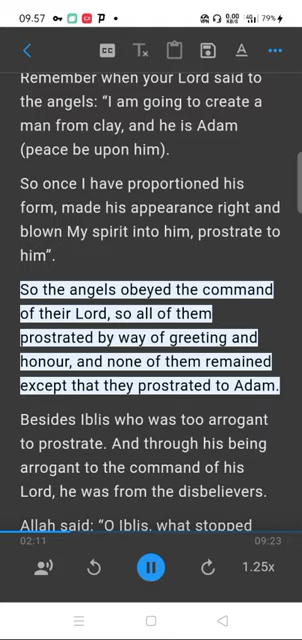 09.57
0.00
KB/S
4G
79%
CC
Remember when your Lord said to
the angels: “I am going to create a
man from clay, and he is Adam
(peace be upon him).
So once I have proportioned his
form, made his appearance right and
blown My spirit into him, prostrate to
him”.
So the angels obeyed the command
of their Lord, so all of them
prostrated by way of greeting and
honour, and none of them remained
except that they prostrated to Adam.
Besides Iblis who was too arrogant
to prostrate. And through his being
arrogant to the command of his
Lord, he was from the disbelievers.
Allah said: “O Iblis, what stopped
02:11
09:23
1.25x